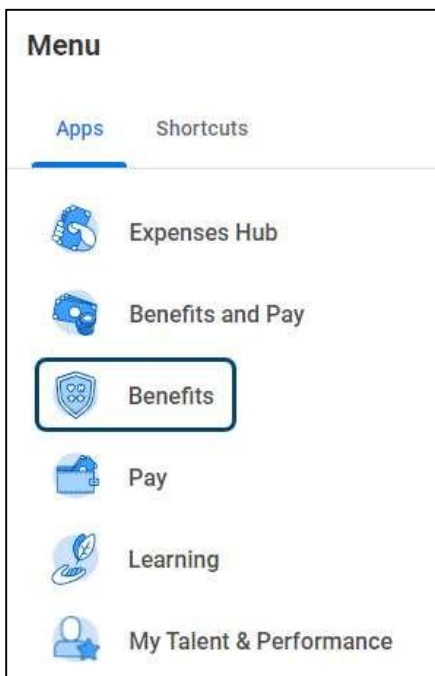 Menu
Apps Shortcuts
Expenses Hub
Benefits and Pay
Benefits
Pay
Learning
My Talent & Performance